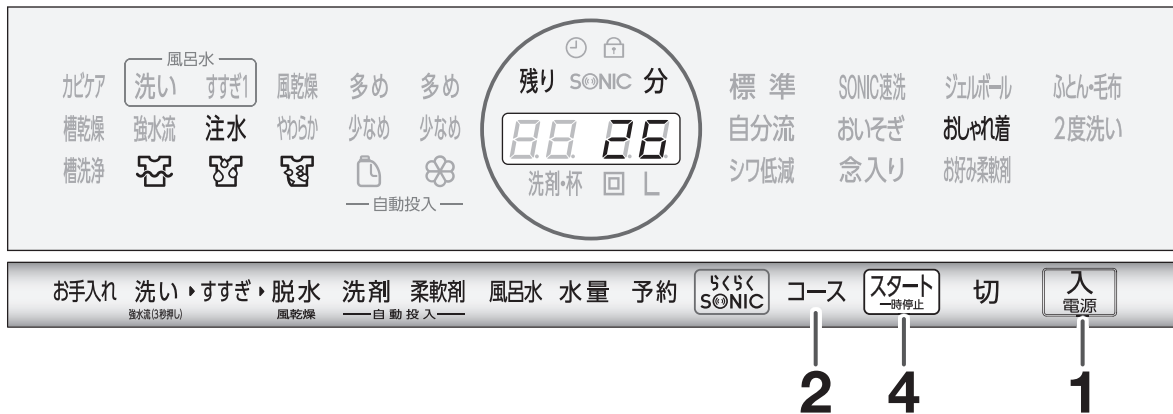 風呂水
カビケア 洗い すすぎ1 風乾燥 多め 多め 残り SONIC 分 標準 SONIC速洗 ジェルボール ふとん・毛布
槽乾燥 強水流 注水 やわらか 少なめ 少なめ 26 自分流 おいそぎ おしゃれ着 2度洗い
槽洗浄 洗剤・杯 回 L シワ低減 念入り お好み柔軟剤
自動投入
お手入れ 洗い すすぎ 脱水 洗剤 柔軟剤 風呂水 水量 予約 らくらくSONIC コース スタート 切 入
強水流(3秒押し) 風乾燥 自動投入 一時停止 電源
2 4 1